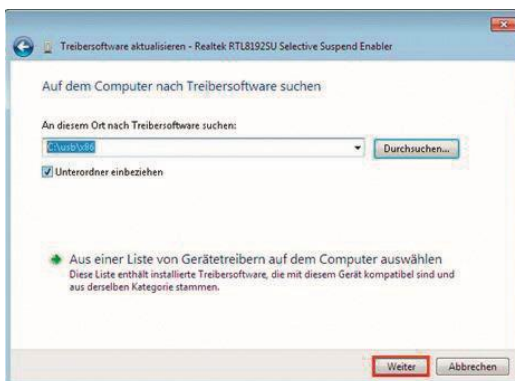 Treibersoftware aktualisieren - Realtek RTL8192SU Selective Suspend Enabler
Auf dem Computer nach Treibersoftware suchen
An diesem Ort nach Treibersoftware suchen:
C:\usb\x86
Durchsuchen...
Unterordner einbeziehen
Aus einer Liste von Gerätetreibern auf dem Computer auswählen
Diese Liste enthält installierte Treibersoftware, die mit diesem Gerät kompatibel sind und
aus derselben Kategorie stammen.
Weiter
Abbrechen